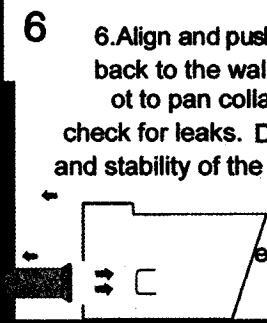 6
6.Align and push
back to the wal
ot to pan colla
check for leaks. D
and stability of the
e